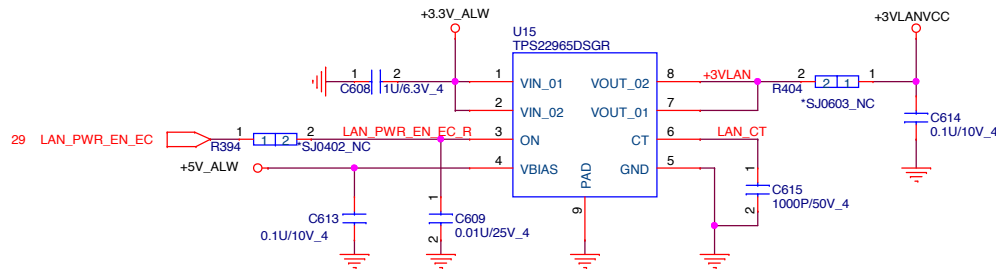 +3.3V_ALW
+3VLANVCC
U15
TPS22965DSGR
1 2
C608 1U/6.3V_4
1 VIN_01 VOUT_02 8 +3VLAN
2 1
2 1
R404
*SJ0603_NC
2 VIN_02 VOUT_01 7
29 LAN_PWR_EN_EC
1 2
1 2
R394 *SJ0402_NC
LAN_PWR_EN_EC_R 3 ON CT 6 LAN_CT
C614
0.1U/10V_4
+5V_ALW 4 VBIAS GND 5
PAD
9
1
2
C615
1000P/50V_4
C613
0.1U/10V_4
1
2
C609
0.01U/25V_4